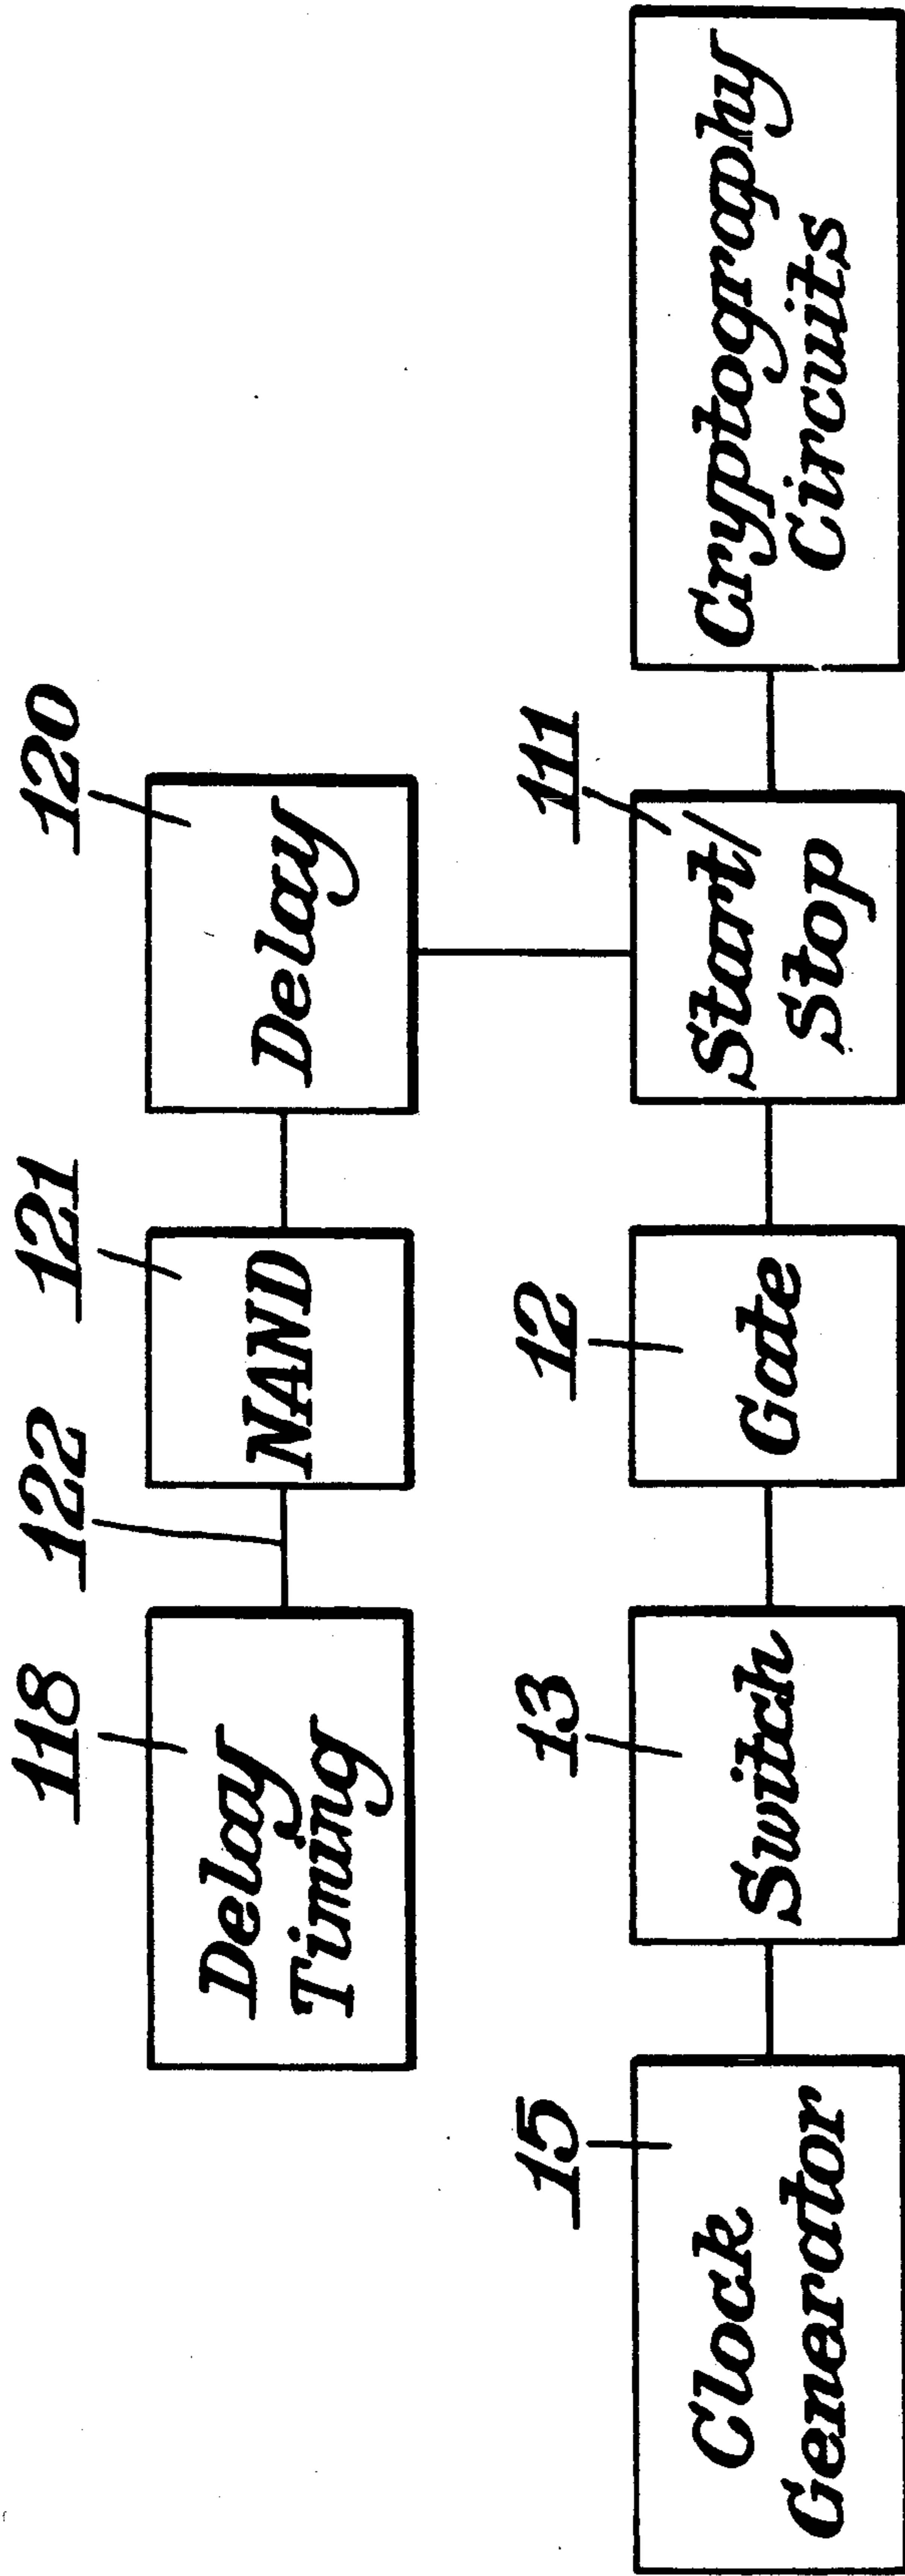 118
122
121
120
Delay
Timing
NAND
Delay
15
13
12
111
Clock
Generator
Switch
Gate
Start/
Stop
Cryptography
Circuits